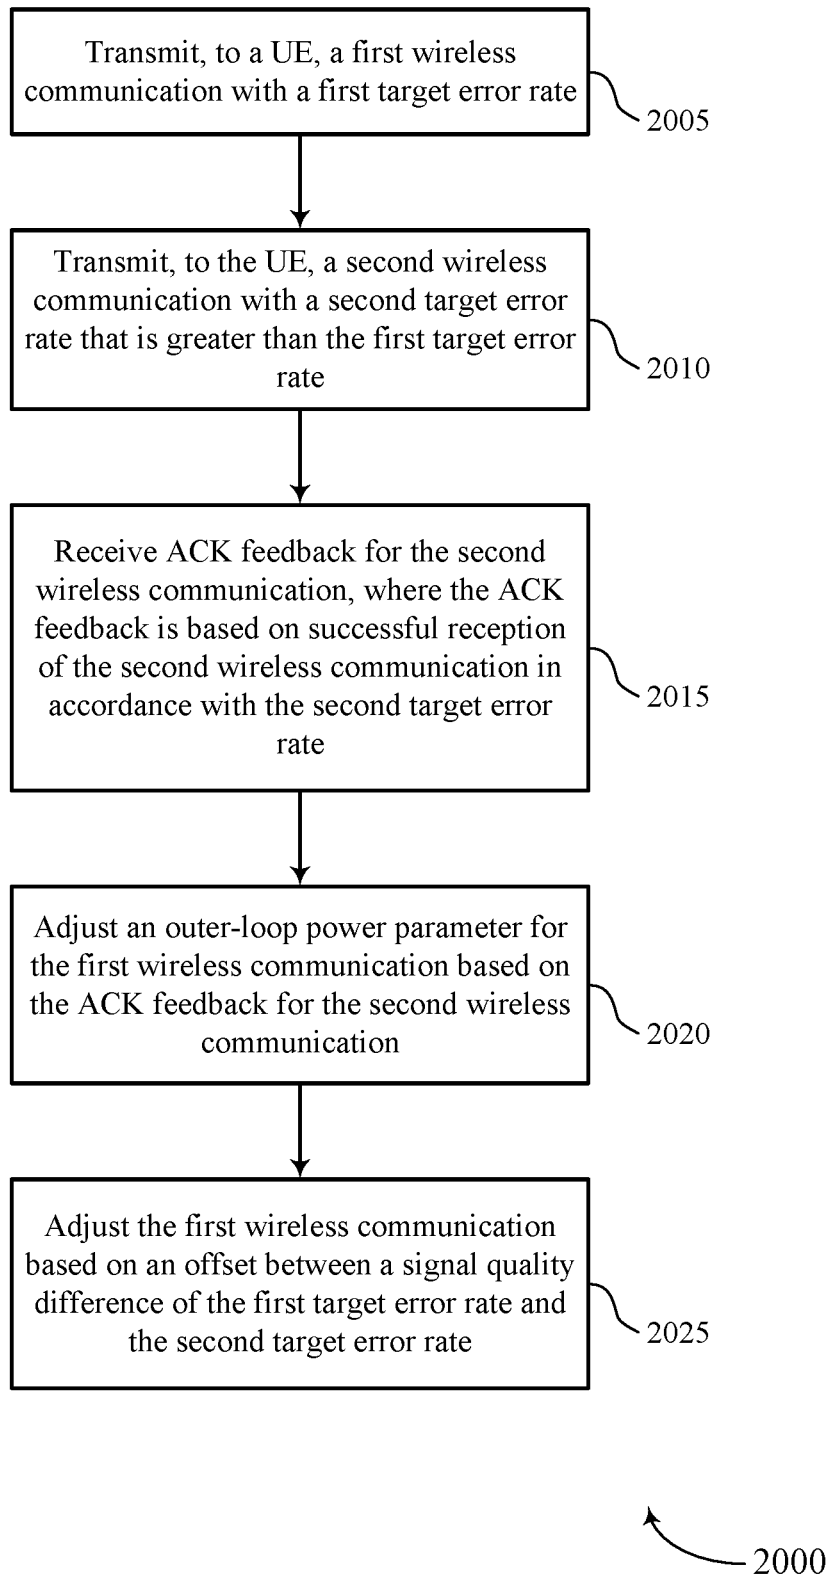 Transmit, to a UE, a first wireless
communication with a first target error rate
2005
Transmit, to the UE, a second wireless
communication with a second target error
rate that is greater than the first target error
rate
2010
Receive ACK feedback for the second
wireless communication, where the ACK
feedback is based on successful reception
of the second wireless communication in
accordance with the second target error
rate
2015
Adjust an outer-loop power parameter for
the first wireless communication based on
the ACK feedback for the second wireless
communication
2020
Adjust the first wireless communication
based on an offset between a signal quality
difference of the first target error rate and
the second target error rate
2025
2000